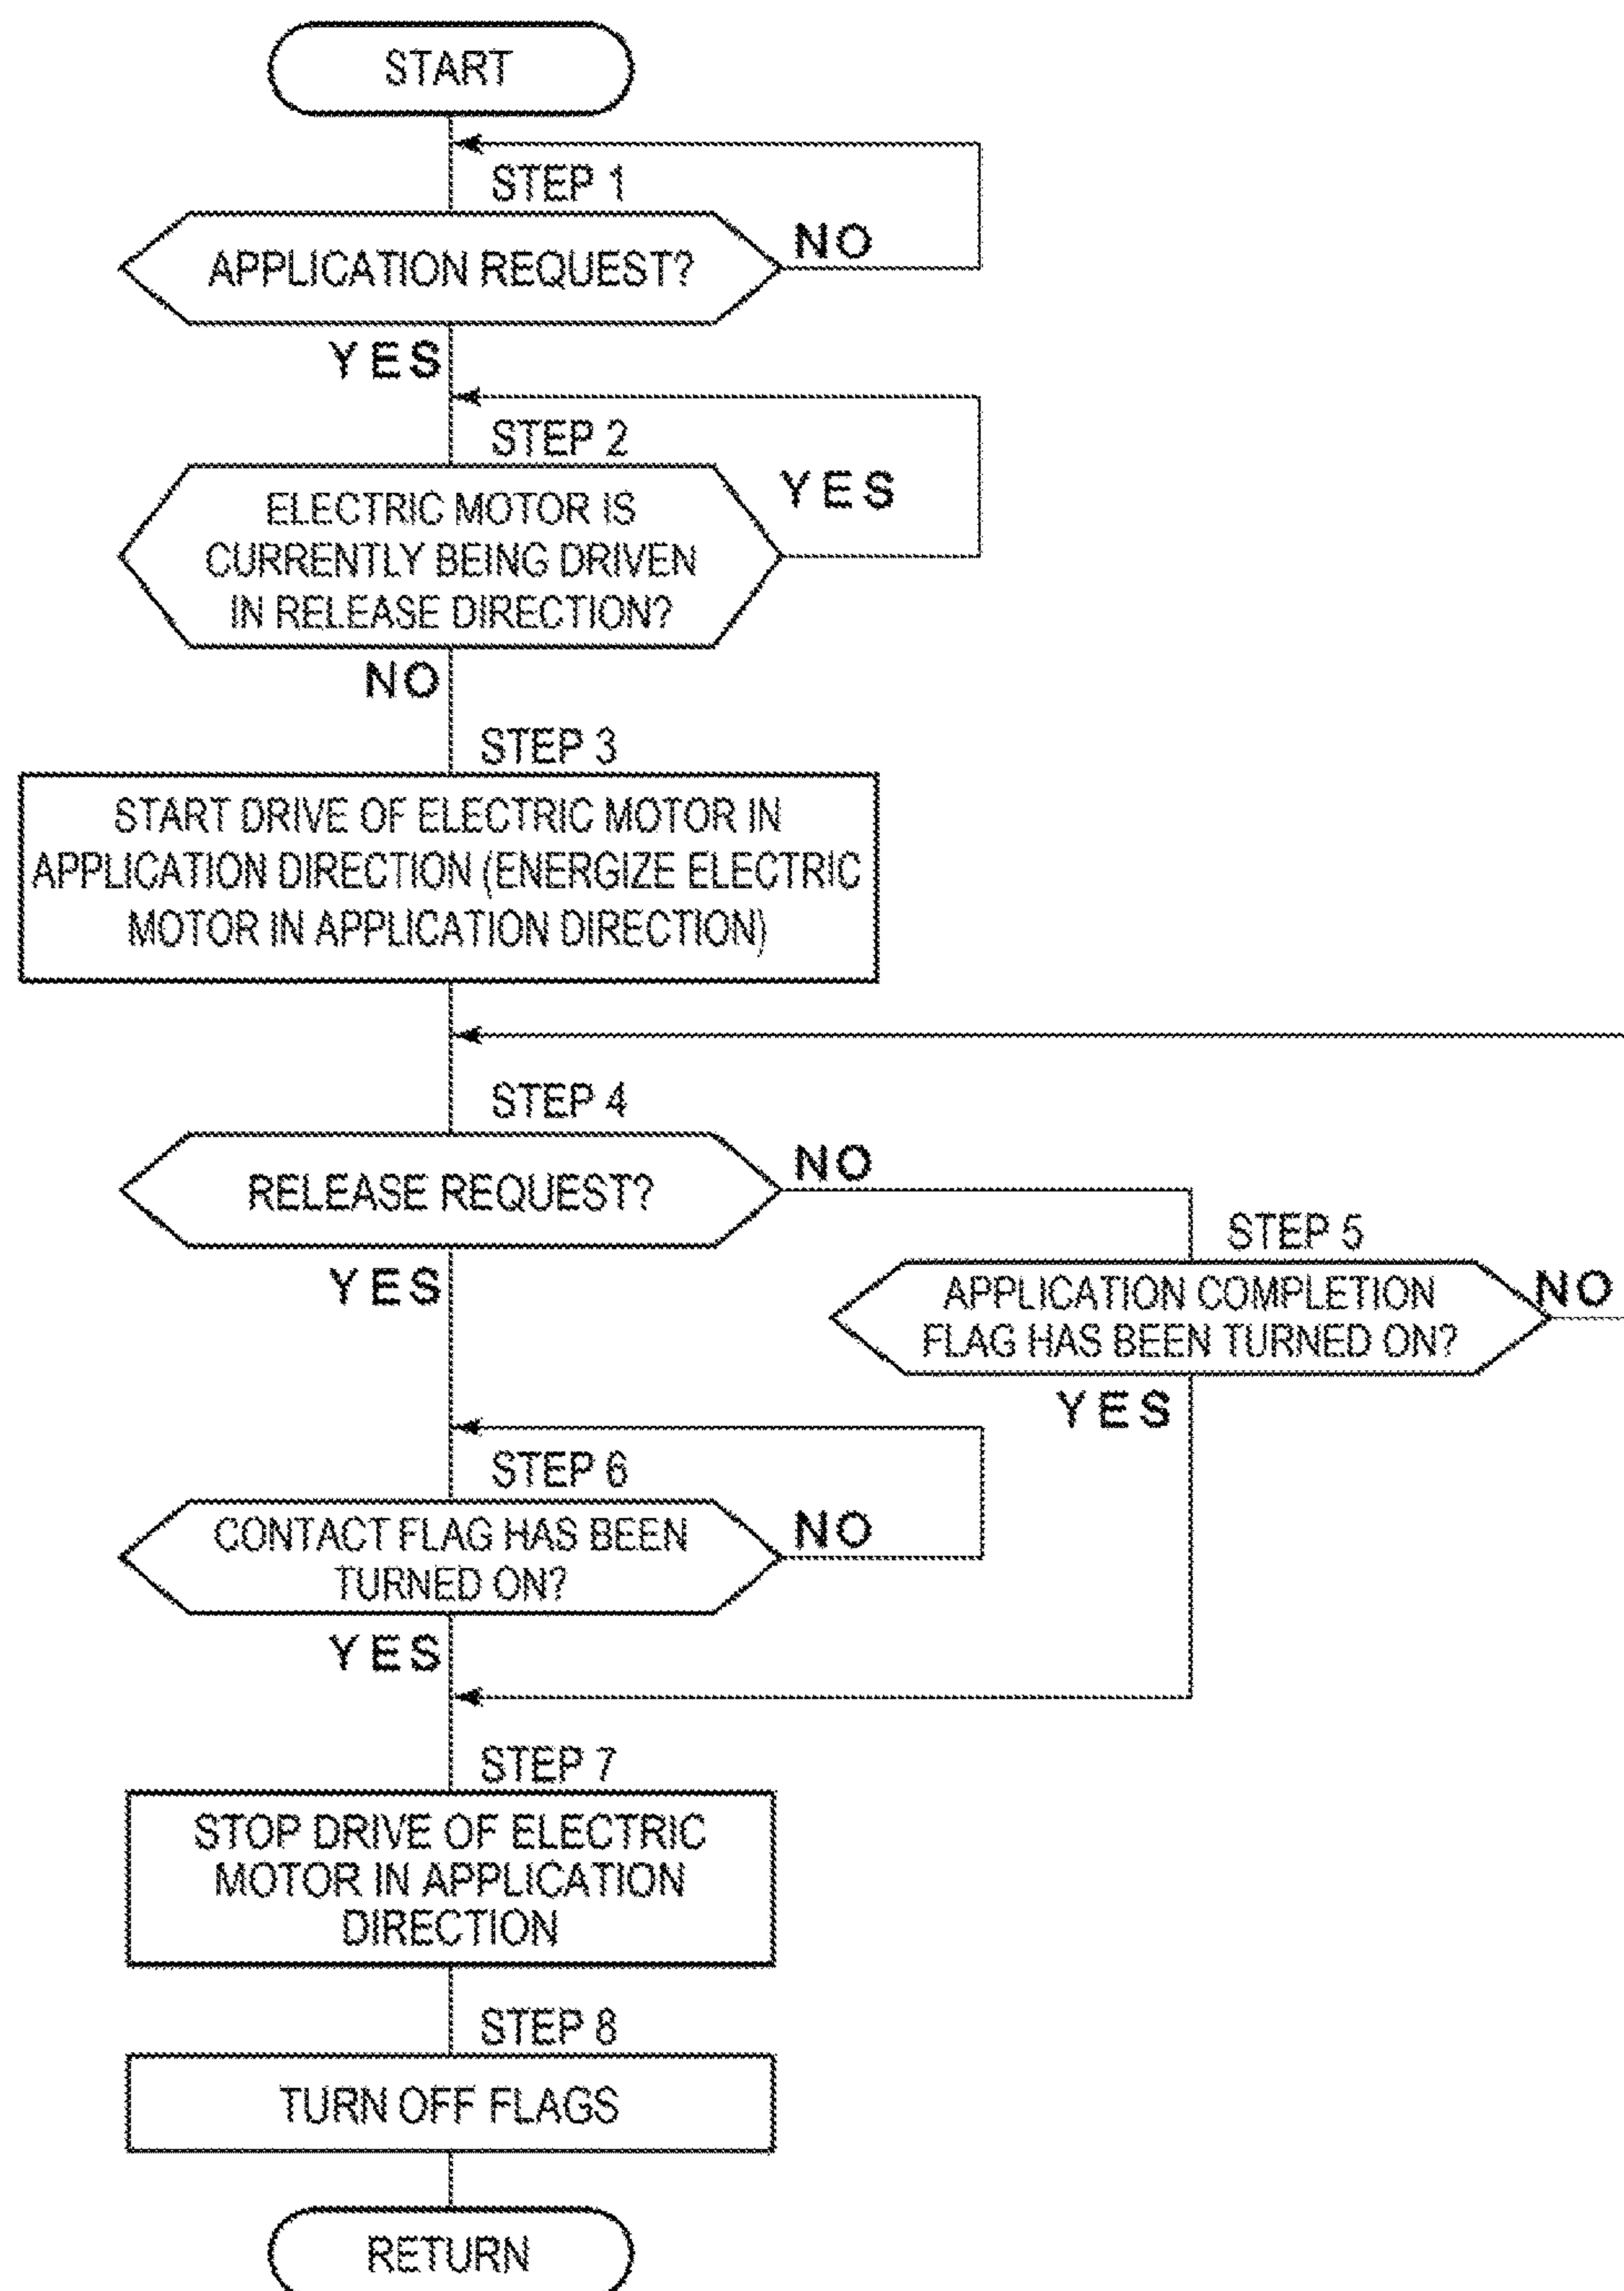 START
STEP 1
APPLICATION REQUEST?
NO
YES
STEP 2
ELECTRIC MOTOR IS
CURRENTLY BEING DRIVEN
IN RELEASE DIRECTION?
YES
NO
STEP 3
START DRIVE OF ELECTRIC MOTOR IN
APPLICATION DIRECTION (ENERGIZE ELECTRIC
MOTOR IN APPLICATION DIRECTION)
STEP 4
RELEASE REQUEST?
NO
YES
STEP 5
APPLICATION COMPLETION
FLAG HAS BEEN TURNED ON?
NO
YES
STEP 6
CONTACT FLAG HAS BEEN
TURNED ON?
NO
YES
STEP 7
STOP DRIVE OF ELECTRIC
MOTOR IN APPLICATION
DIRECTION
STEP 8
TURN OFF FLAGS
RETURN